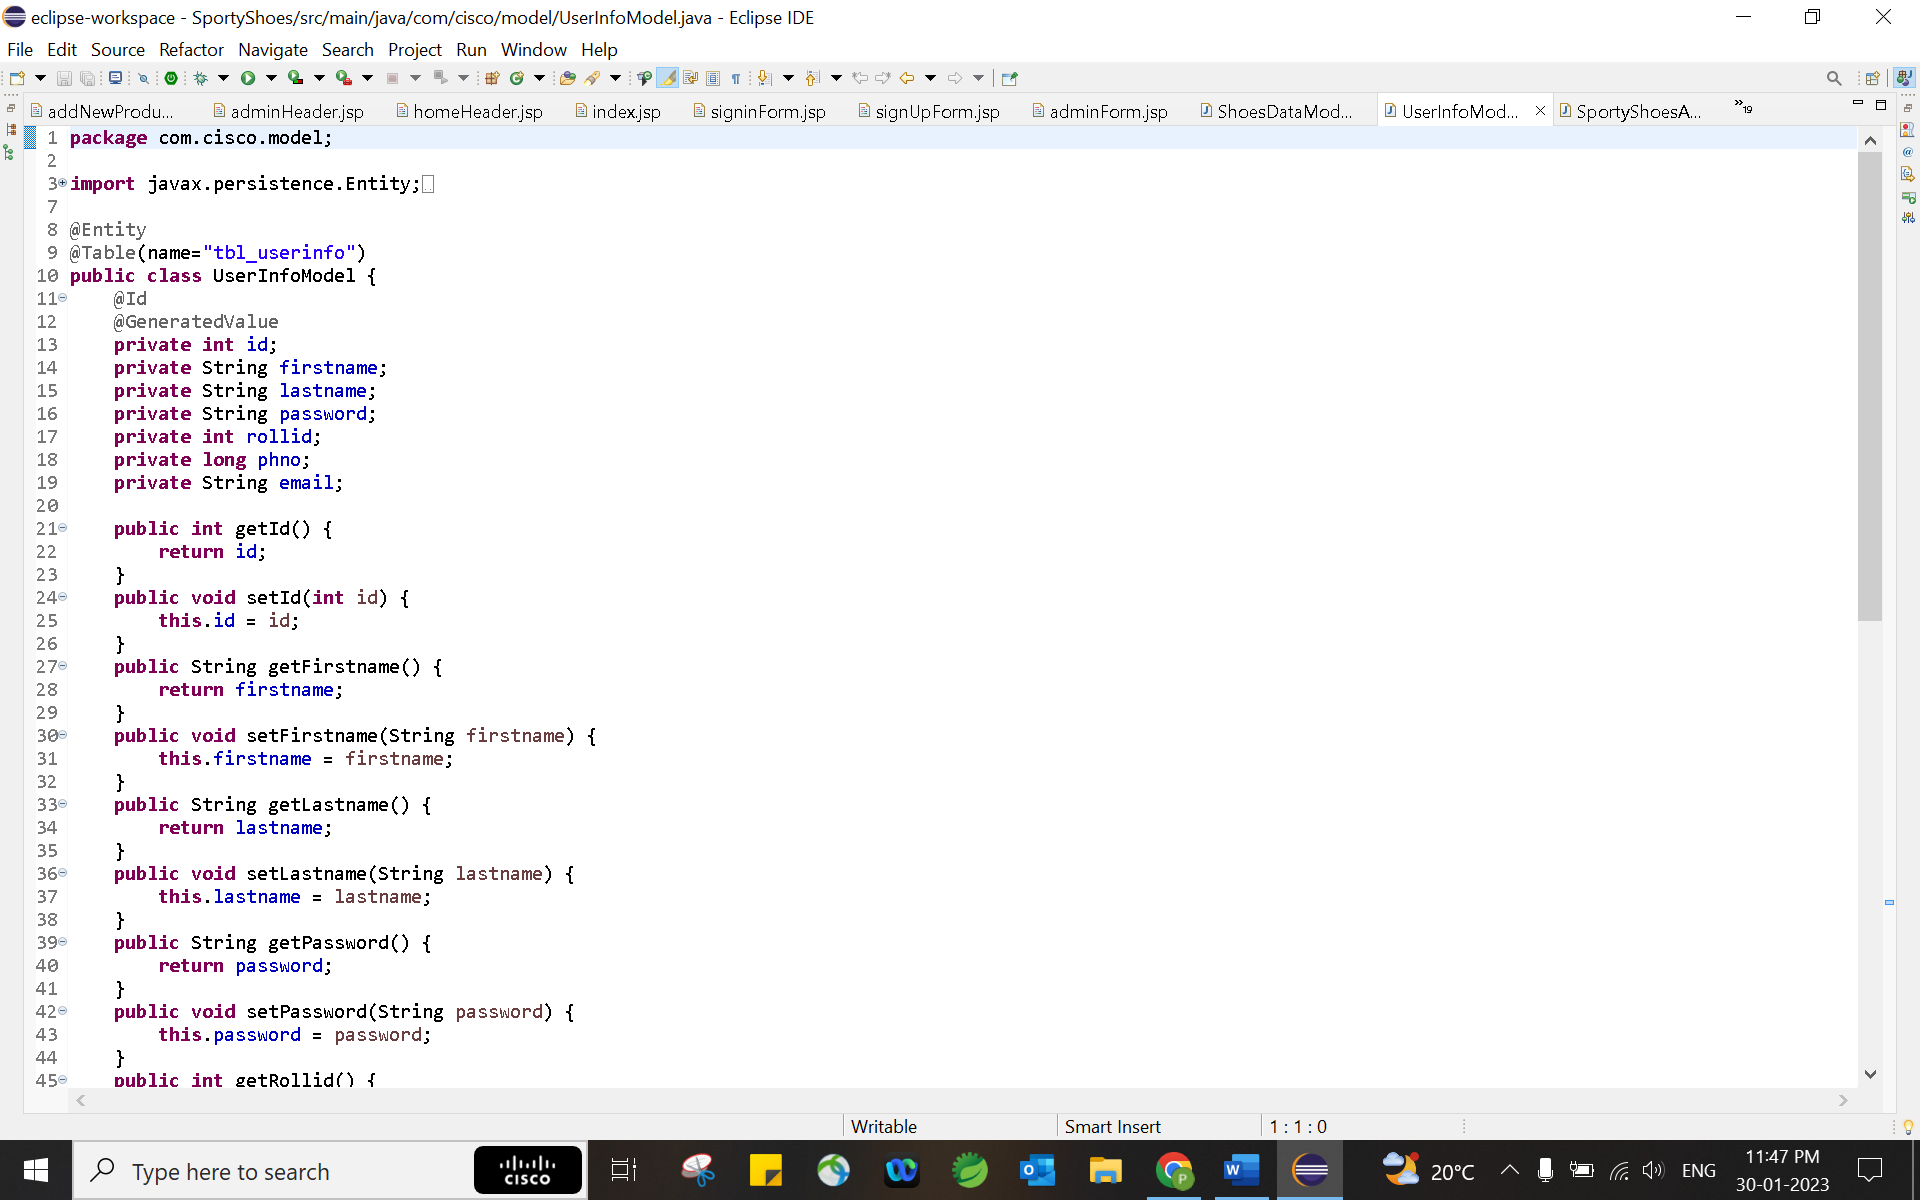 eclipse-workspace - SportyShoes/src/main/java/com/cisco/model/UserInfoModel.java - Eclipse IDE
File Edit Source Refactor Navigate Search Project Run Window Help
addNewProdu... adminHeader.jsp homeHeader.jsp index.jsp signinForm.jsp signUpForm.jsp adminForm.jsp ShoesDataMod... UserInfoMod... SportyShoesA... »19
1 package com.cisco.model;
2
3 import javax.persistence.Entity;
7
8 @Entity
9 @Table(name="tbl_userinfo")
10 public class UserInfoModel {
11 @Id
12 @GeneratedValue
13 private int id;
14 private String firstname;
15 private String lastname;
16 private String password;
17 private int rollid;
18 private long phno;
19 private String email;
20
21 public int getId() {
22 return id;
23 }
24 public void setId(int id) {
25 this.id = id;
26 }
27 public String getFirstname() {
28 return firstname;
29 }
30 public void setFirstname(String firstname) {
31 this.firstname = firstname;
32 }
33 public String getLastname() {
34 return lastname;
35 }
36 public void setLastname(String lastname) {
37 this.lastname = lastname;
38 }
39 public String getPassword() {
40 return password;
41 }
42 public void setPassword(String password) {
43 this.password = password;
44 }
45 public int getRollid() {
Writable Smart Insert 1 : 1 : 0
Type here to search
cisco
20°C ENG
11:47 PM
30-01-2023